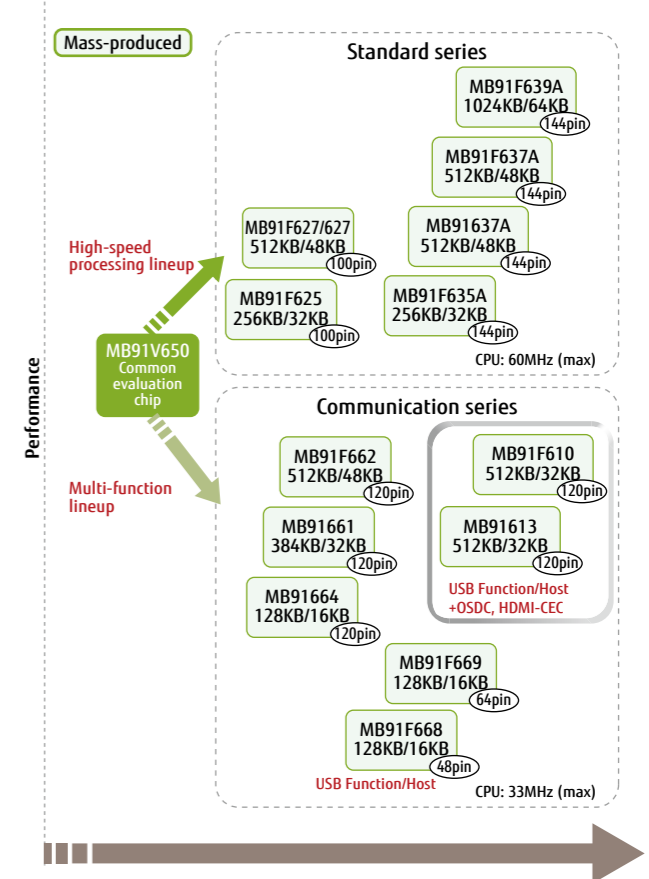 Mass-produced
Standard series
MB91F639A
1024KB/64KB
144pin
MB91F637A
512KB/48KB
144pin
MB91F627/627
512KB/48KB
100pin
MB91637A
512KB/48KB
144pin
High-speed
processing lineup
MB91F625
256KB/32KB
100pin
MB91F635A
256KB/32KB
144pin
CPU: 60MHz (max)
MB91V650
Common
evaluation
chip
Performance
Communication series
MB91F662
512KB/48KB
120pin
MB91F610
512KB/32KB
120pin
Multi-function
lineup
MB91661
384KB/32KB
120pin
MB91613
512KB/32KB
120pin
USB Function/Host
+OSDC, HDMI-CEC
MB91664
128KB/16KB
120pin
MB91F669
128KB/16KB
64pin
MB91F668
128KB/16KB
48pin
USB Function/Host
CPU: 33MHz (max)